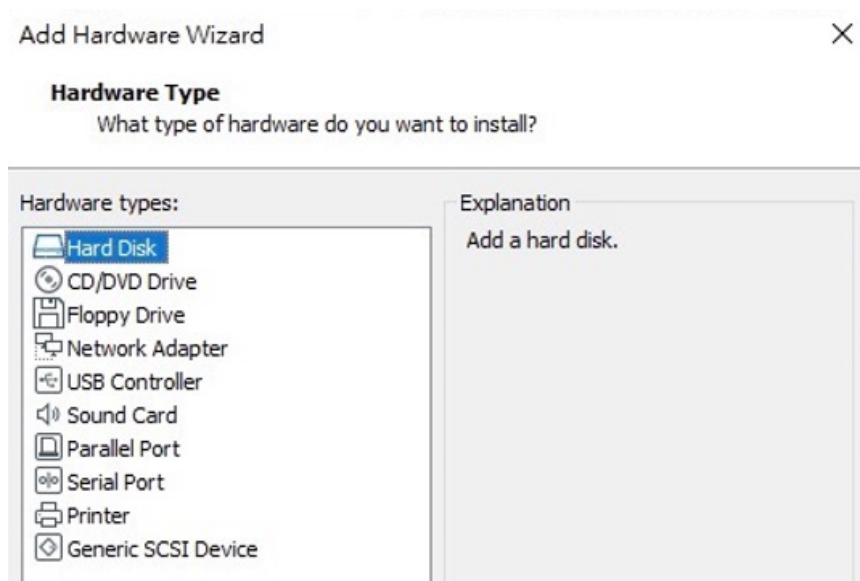 Add Hardware Wizard
Hardware Type
What type of hardware do you want to install?
Hardware types:
Hard Disk
CD/DVD Drive
Floppy Drive
Network Adapter
USB Controller
Sound Card
Parallel Port
Serial Port
Printer
Generic SCSI Device
Explanation
Add a hard disk.